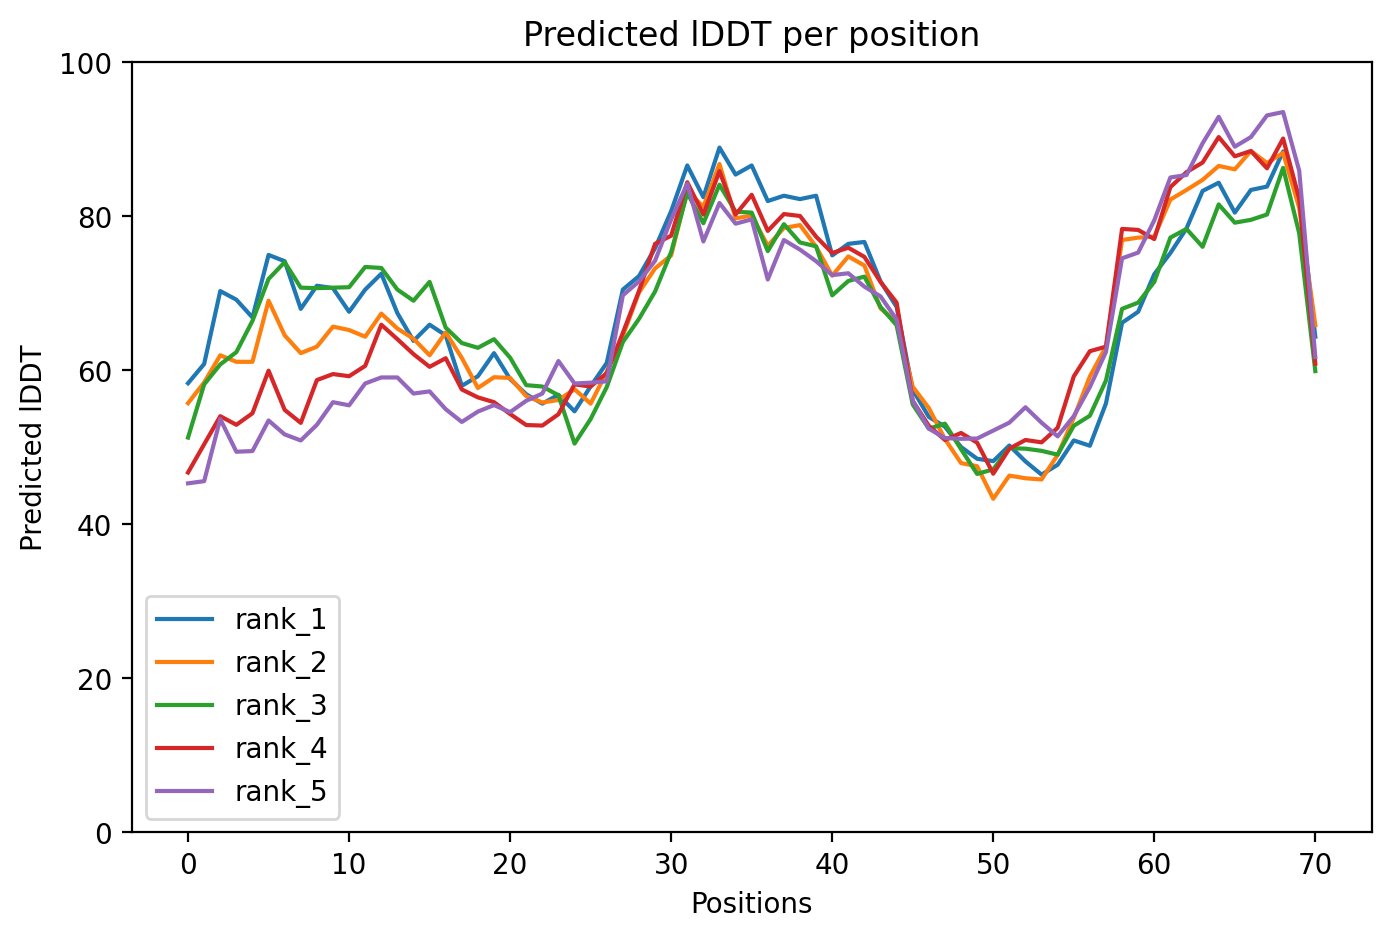 Predicted lDDT per position
Predicted lDDT
100
80
60
40
20
0
rank_1
rank_2
rank_3
rank_4
rank_5
0 10 20 30 40 50 60 70
Positions